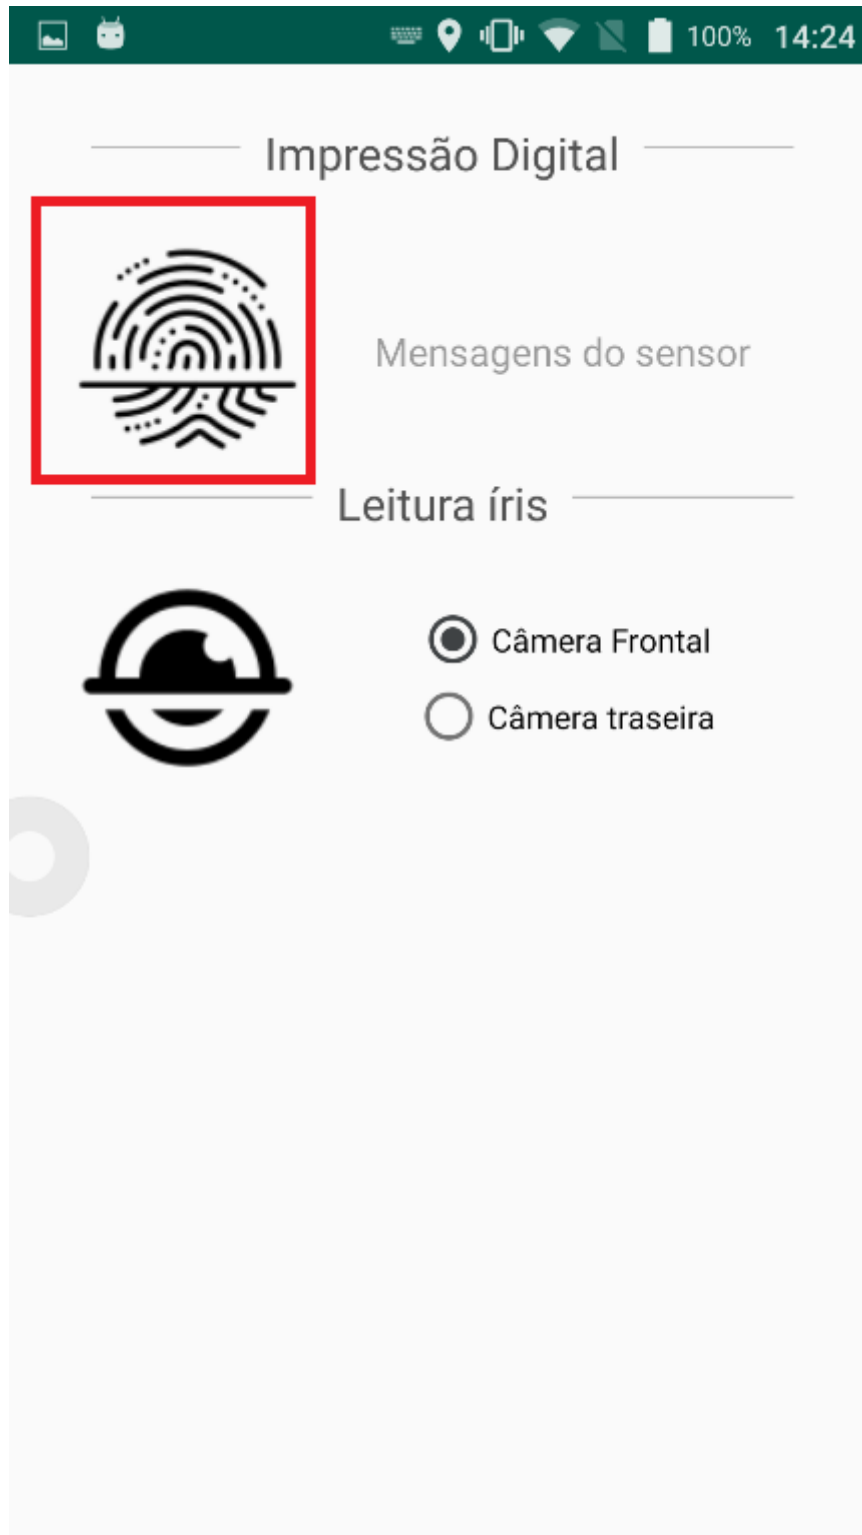 100% 14:24
Impressão Digital
Mensagens do sensor
Leitura íris
Câmera Frontal
Câmera traseira